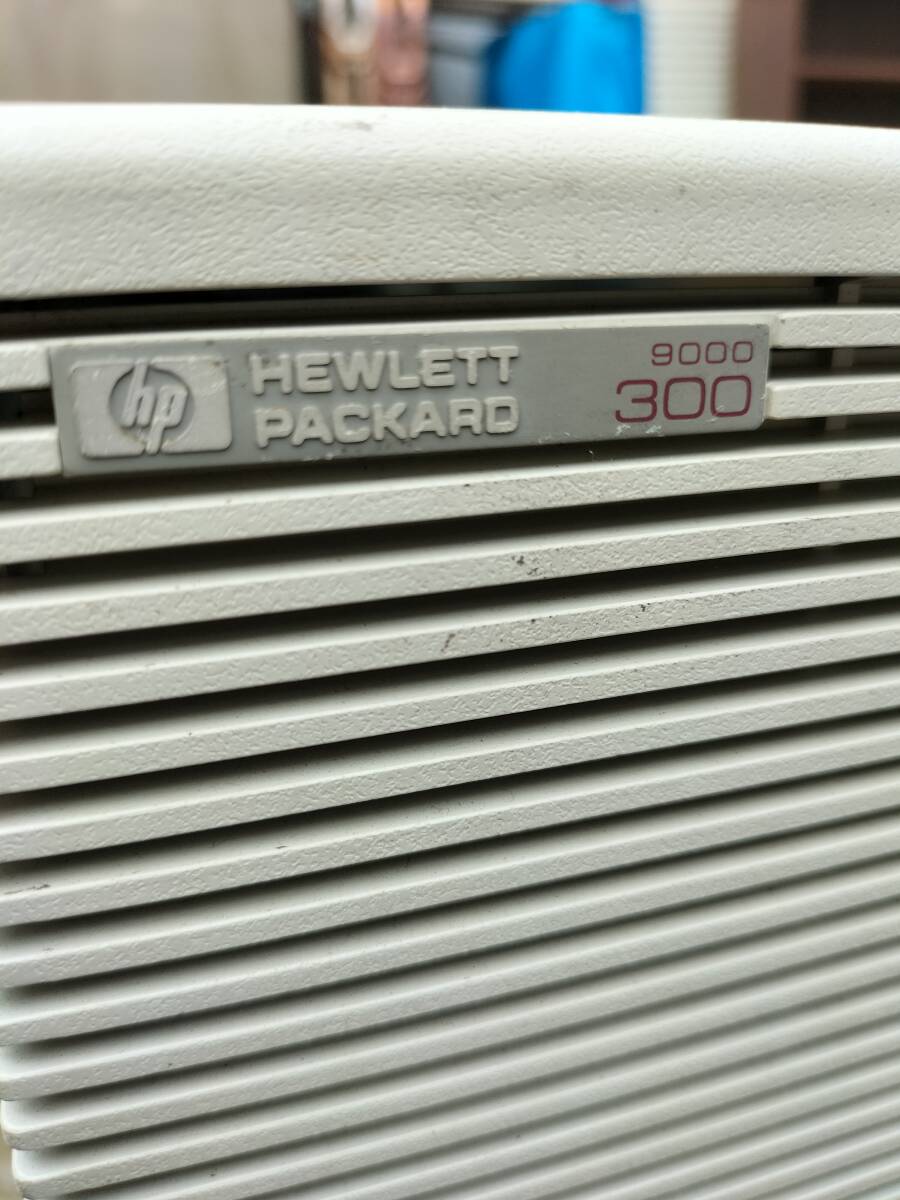 hp
HEWLETT
PACKARD
9000
300